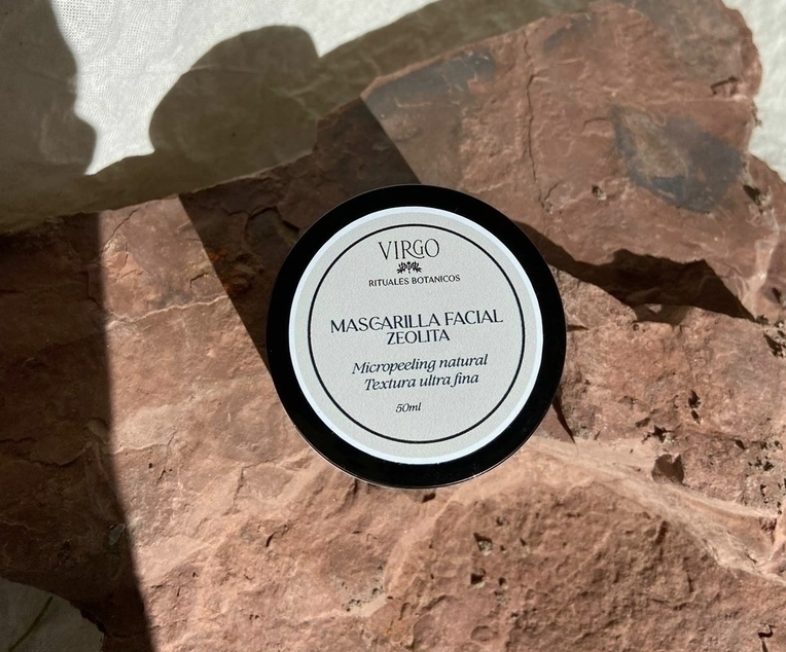 VIRGO
RITUALES BOTANICOS
MASCARILLA FACIAL
ZEOLITA
Micropeeling natural
Textura ultra fina
50ml